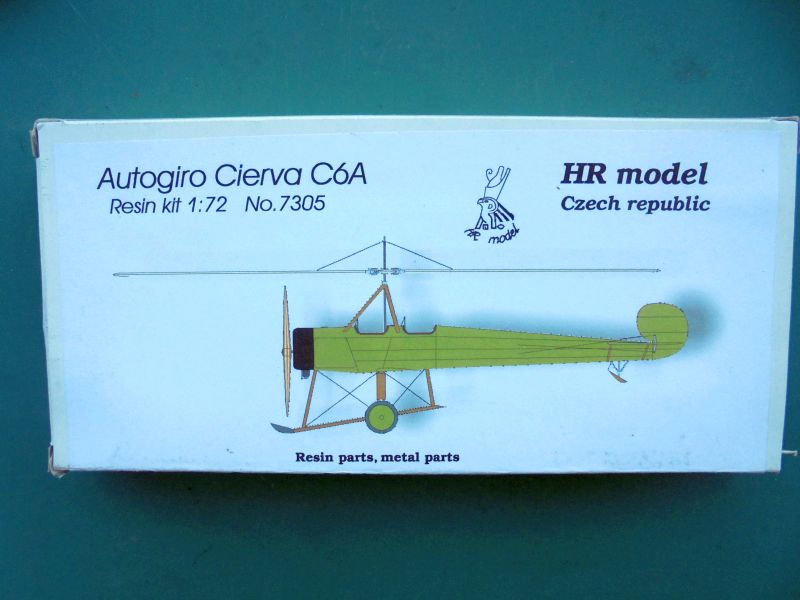 Autogiro Cierva C6A
Resin kit 1:72 No.7305
HR model
Czech republic
HR model
Resin parts, metal parts